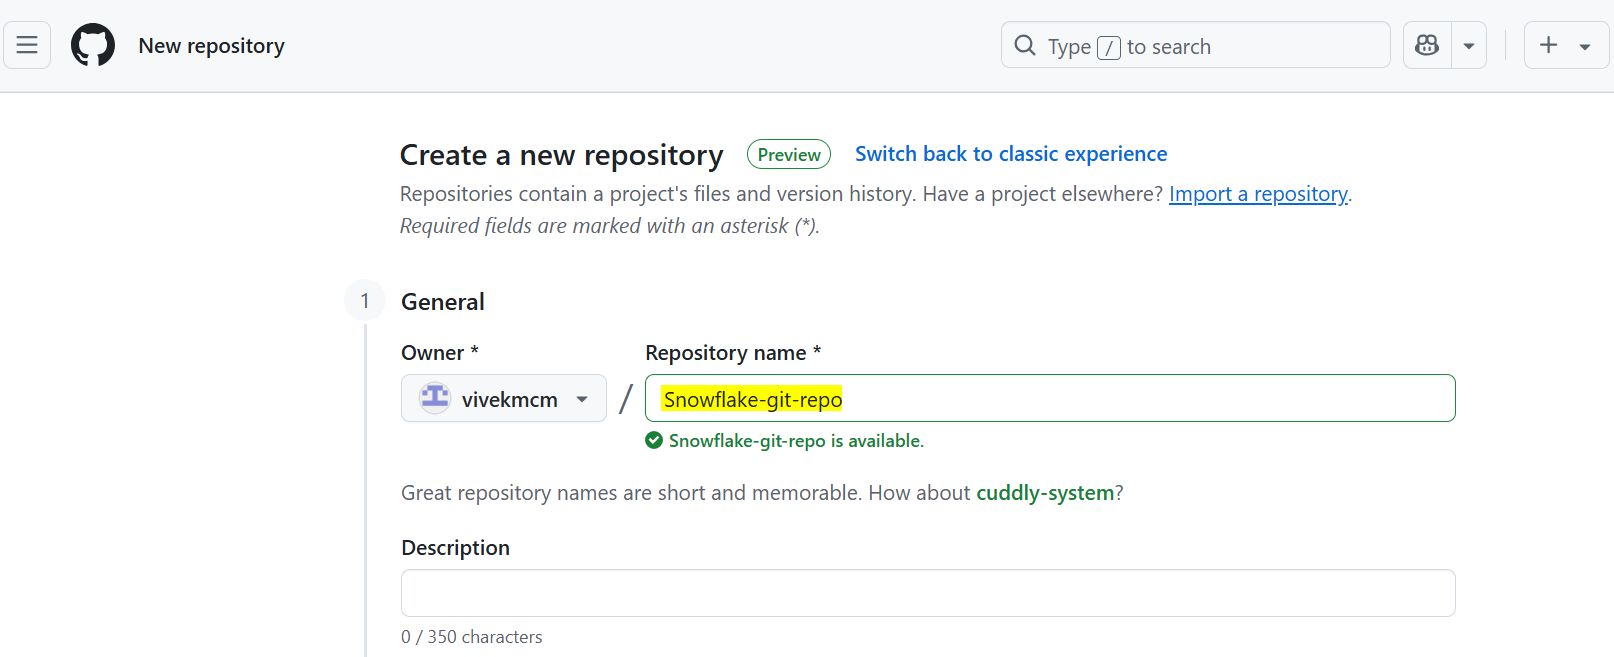 New repository
Type / to search
Create a new repository Preview Switch back to classic experience
Repositories contain a project's files and version history. Have a project elsewhere? Import a repository.
Required fields are marked with an asterisk (*).
1 General
Owner * Repository name *
vivekmcm / Snowflake-git-repo
Snowflake-git-repo is available.
Great repository names are short and memorable. How about cuddly-system?
Description
0 / 350 characters